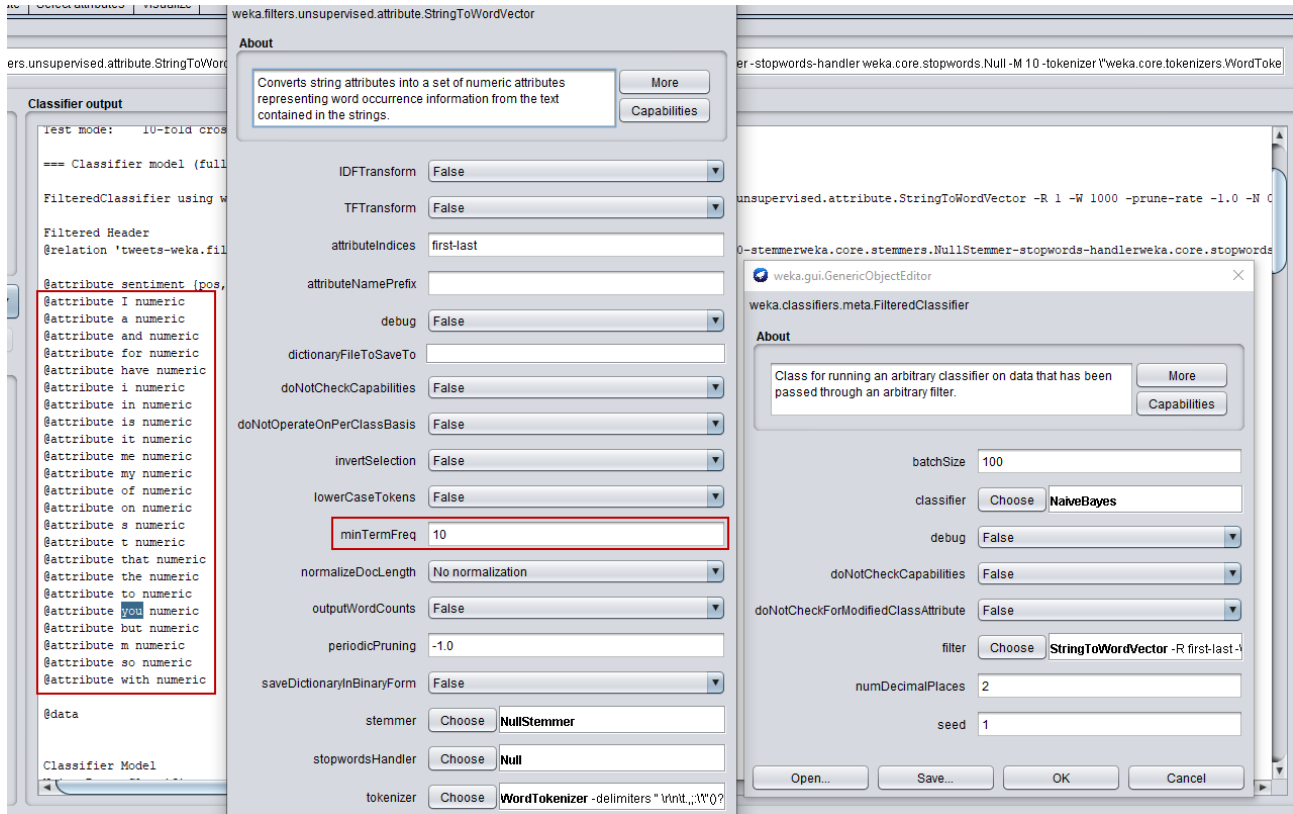 Select attributes
Visualize
ers.unsupervised.attribute.StringToWor
er -stopwords-handler weka.core.stopwords.Null -M 10 -tokenizer \"weka.core.tokenizers.WordToke
Classifier output
Test mode: 10-fold cros
=== Classifier model (full
FilteredClassifier using w
unsupervised.attribute.StringToWordVector -R 1 -W 1000 -prune-rate -1.0 -N 0
Filtered Header
@relation 'tweets-weka.fil
0-stemmerweka.core.stemmers.NullStemmer-stopwords-handlerweka.core.stopwords
@attribute sentiment {pos,
@attribute I numeric
@attribute a numeric
@attribute and numeric
@attribute for numeric
@attribute have numeric
@attribute i numeric
@attribute in numeric
@attribute is numeric
@attribute it numeric
@attribute me numeric
@attribute my numeric
@attribute of numeric
@attribute on numeric
@attribute s numeric
@attribute t numeric
@attribute that numeric
@attribute the numeric
@attribute to numeric
@attribute you numeric
@attribute but numeric
@attribute m numeric
@attribute so numeric
@attribute with numeric
@data
Classifier Model
weka.filters.unsupervised.attribute.StringToWordVector
About
Converts string attributes into a set of numeric attributes
representing word occurrence information from the text
contained in the strings.
More
Capabilities
IDFTransform False
TFTransform False
attributeIndices first-last
attributeNamePrefix
debug False
dictionaryFileToSaveTo
doNotCheckCapabilities False
doNotOperateOnPerClassBasis False
invertSelection False
lowerCaseTokens False
minTermFreq 10
normalizeDocLength No normalization
outputWordCounts False
periodicPruning -1.0
saveDictionaryInBinaryForm False
stemmer Choose NullStemmer
stopwordsHandler Choose Null
tokenizer Choose WordTokenizer -delimiters " \r\n\t.,;:\'\"()?
weka.gui.GenericObjectEditor
weka.classifiers.meta.FilteredClassifier
About
Class for running an arbitrary classifier on data that has been
passed through an arbitrary filter.
More
Capabilities
batchSize 100
classifier Choose NaiveBayes
debug False
doNotCheckCapabilities False
doNotCheckForModifiedClassAttribute False
filter Choose StringToWordVector -R first-last -W
numDecimalPlaces 2
seed 1
Open... Save... OK Cancel